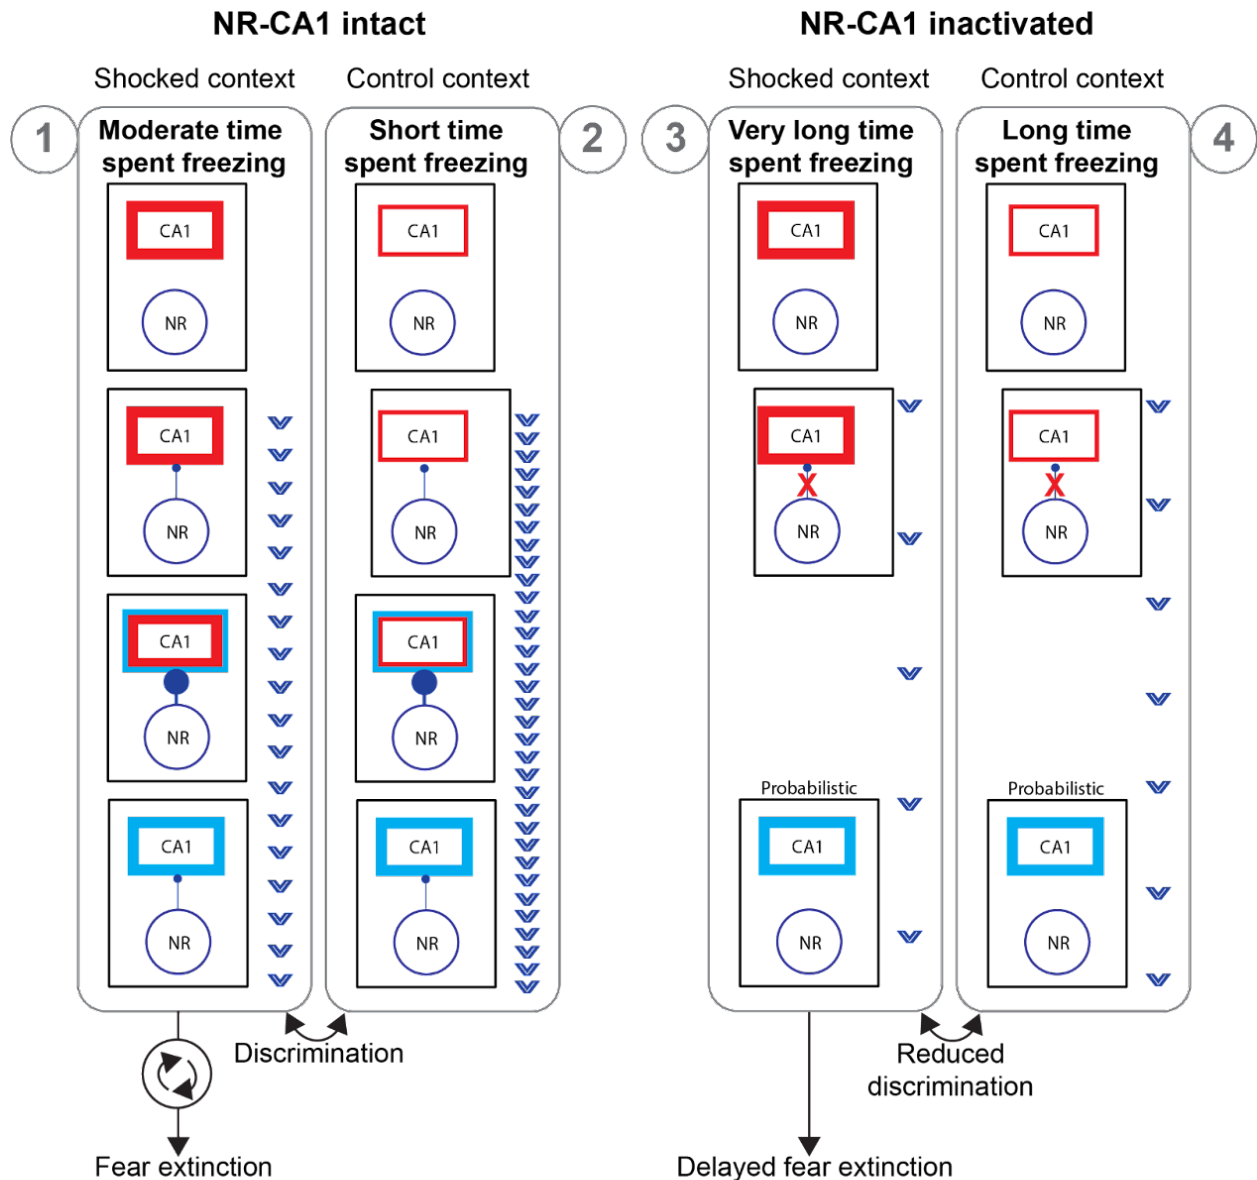 NR-CA1 intact
NR-CA1 inactivated
Shocked context
Control context
Shocked context
Control context
1
Moderate time
spent freezing
Short time
spent freezing
2
3
Very long time
spent freezing
Long time
spent freezing
4
CA1
CA1
CA1
CA1
NR
NR
NR
NR
CA1
CA1
CA1
CA1
X
X
NR
NR
NR
NR
CA1
CA1
NR
NR
Probabilistic
Probabilistic
CA1
CA1
CA1
CA1
NR
NR
NR
NR
Discrimination
Reduced
discrimination
Fear extinction
Delayed fear extinction